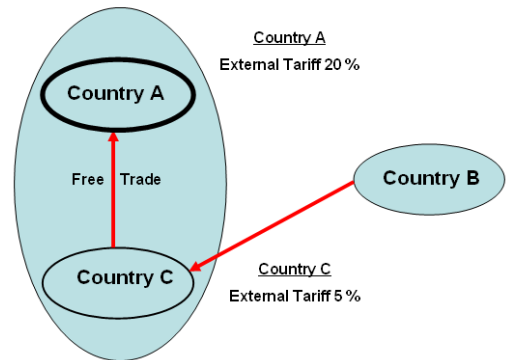 Country A
External Tariff 20 %
Country A
Free Trade
Country B
Country C
Country C
External Tariff 5 %